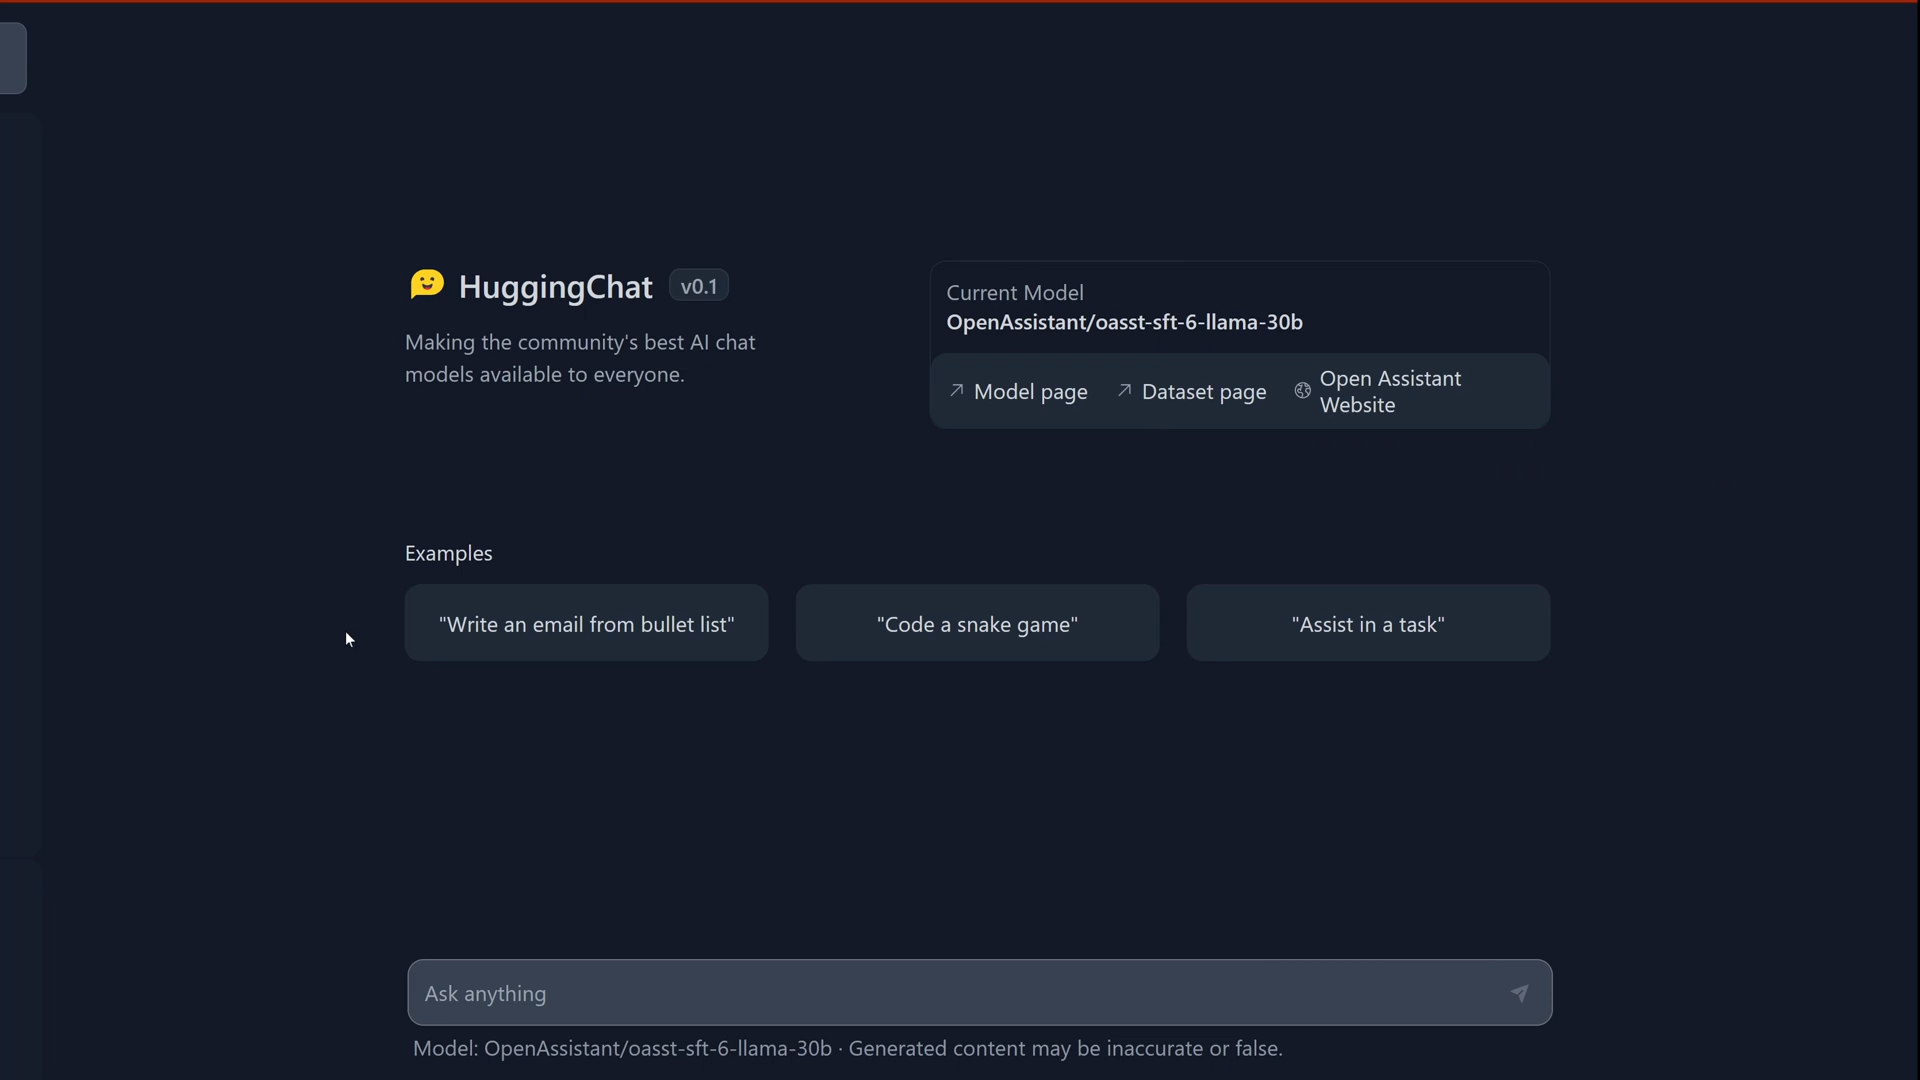 HuggingChat v0.1
Making the community's best AI chat
models available to everyone.
Current Model
OpenAssistant/oasst-sft-6-llama-30b
Model page
Dataset page
Open Assistant
Website
Examples
"Write an email from bullet list"
"Code a snake game"
"Assist in a task"
Ask anything
Model: OpenAssistant/oasst-sft-6-llama-30b · Generated content may be inaccurate or false.